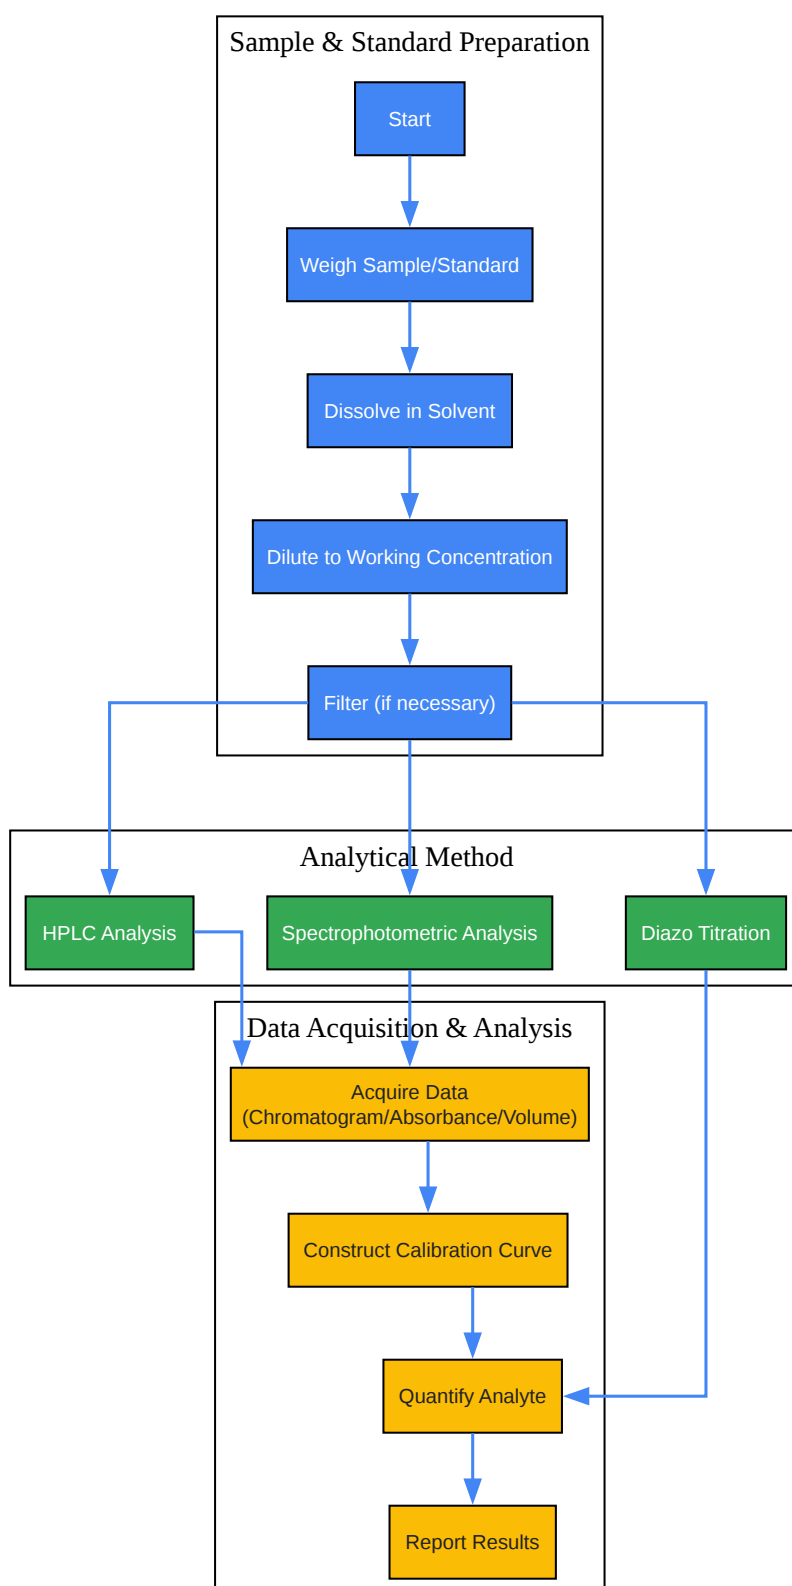 Sample & Standard Preparation
Start
Weigh Sample/Standard
Dissolve in Solvent
Dilute to Working Concentration
Filter (if necessary)
Analytical Method
HPLC Analysis
Spectrophotometric Analysis
Diazo Titration
Data Acquisition & Analysis
Acquire Data
(Chromatogram/Absorbance/Volume)
Construct Calibration Curve
Quantify Analyte
Report Results